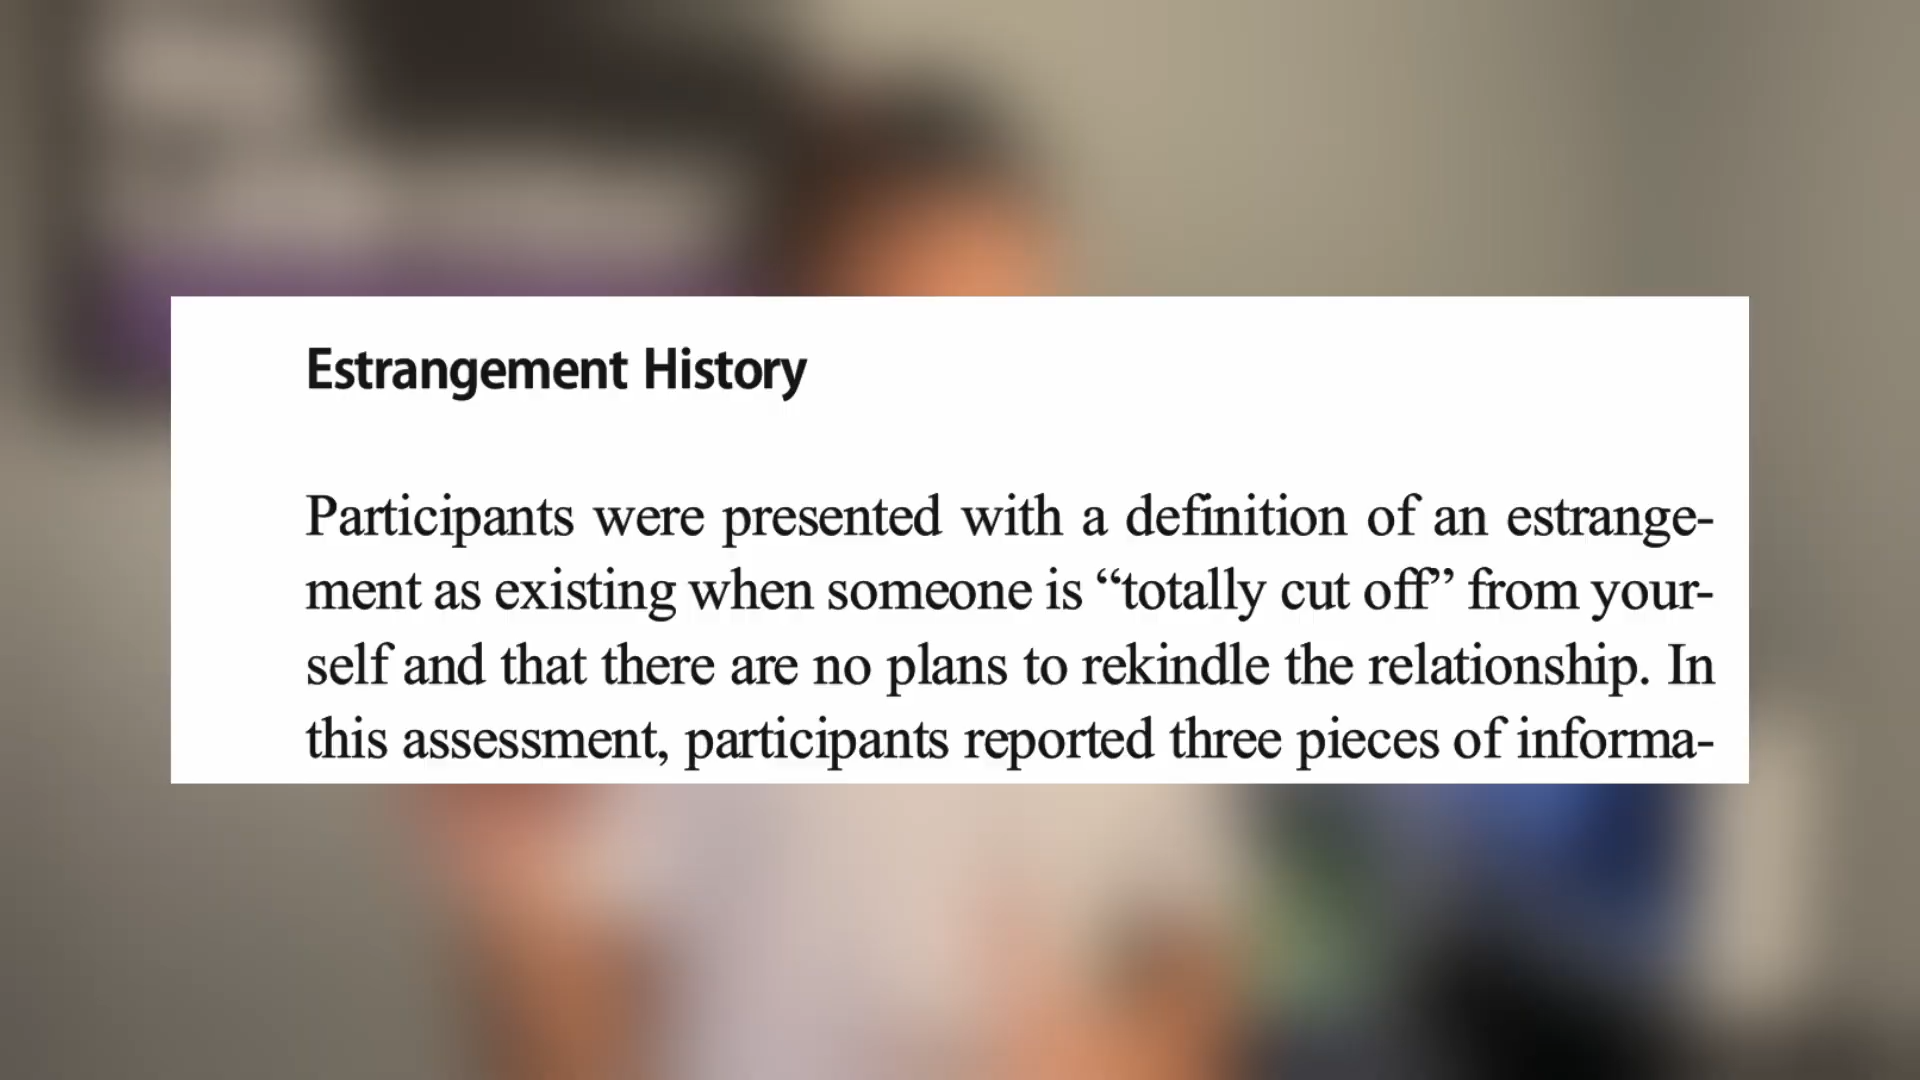 Estrangement History
Participants were presented with a definition of an estrange-
ment as existing when someone is “totally cut off” from your-
self and that there are no plans to rekindle the relationship. In
this assessment, participants reported three pieces of informa-